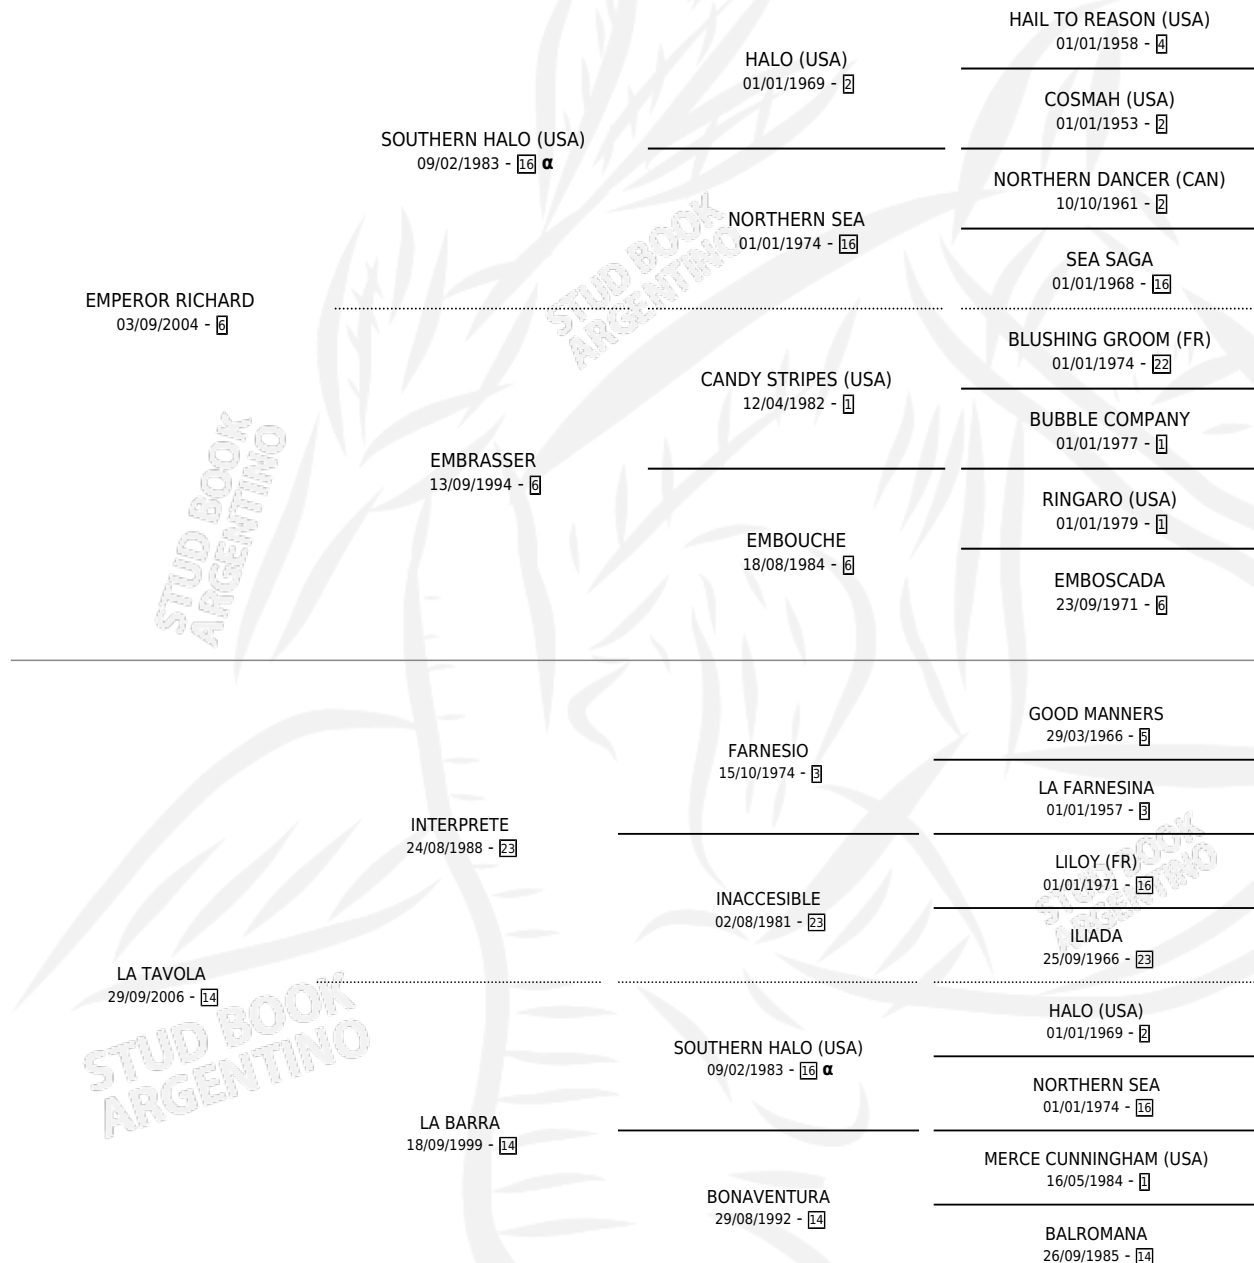 HAIL TO REASON (USA)
01/01/1958 - 4
HALO (USA)
01/01/1969 - 2
COSMAH (USA)
01/01/1953 - 2
SOUTHERN HALO (USA)
09/02/1983 - 16 α
NORTHERN DANCER (CAN)
10/10/1961 - 2
NORTHERN SEA
01/01/1974 - 16
SEA SAGA
01/01/1968 - 16
EMPEROR RICHARD
03/09/2004 - 6
STUD BOOK
ARGENTINO
BLUSHING GROOM (FR)
01/01/1974 - 22
CANDY STRIPES (USA)
12/04/1982 - 1
BUBBLE COMPANY
01/01/1977 - 1
EMBRASSER
13/09/1994 - 6
RINGARO (USA)
01/01/1979 - 1
EMBOUCHE
18/08/1984 - 6
EMBOSCADA
23/09/1971 - 6
STUD BOOK
ARGENTINO
GOOD MANNERS
29/03/1966 - 5
FARNESIO
15/10/1974 - 3
LA FARNESINA
01/01/1957 - 3
INTERPRETE
24/08/1988 - 23
LILOY (FR)
01/01/1971 - 16
INACCESIBLE
02/08/1981 - 23
ILIADA
25/09/1966 - 23
STUD BOOK
ARGENTINO
LA TAVOLA
29/09/2006 - 14
STUD BOOK
ARGENTINO
HALO (USA)
01/01/1969 - 2
SOUTHERN HALO (USA)
09/02/1983 - 16 α
NORTHERN SEA
01/01/1974 - 16
LA BARRA
18/09/1999 - 14
MERCE CUNNINGHAM (USA)
16/05/1984 - 1
BONAVENTURA
29/08/1992 - 14
BALROMANA
26/09/1985 - 14